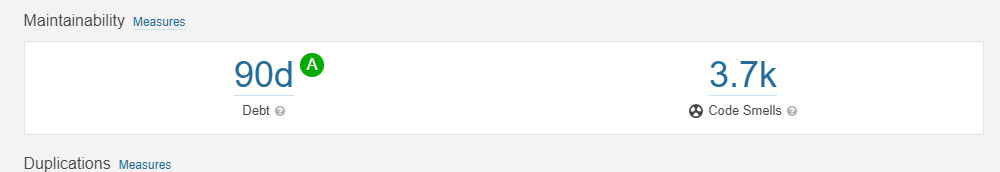 Maintainability Measures
90d A
3.7k
Debt ?
Code Smells ?
Duplications Measures